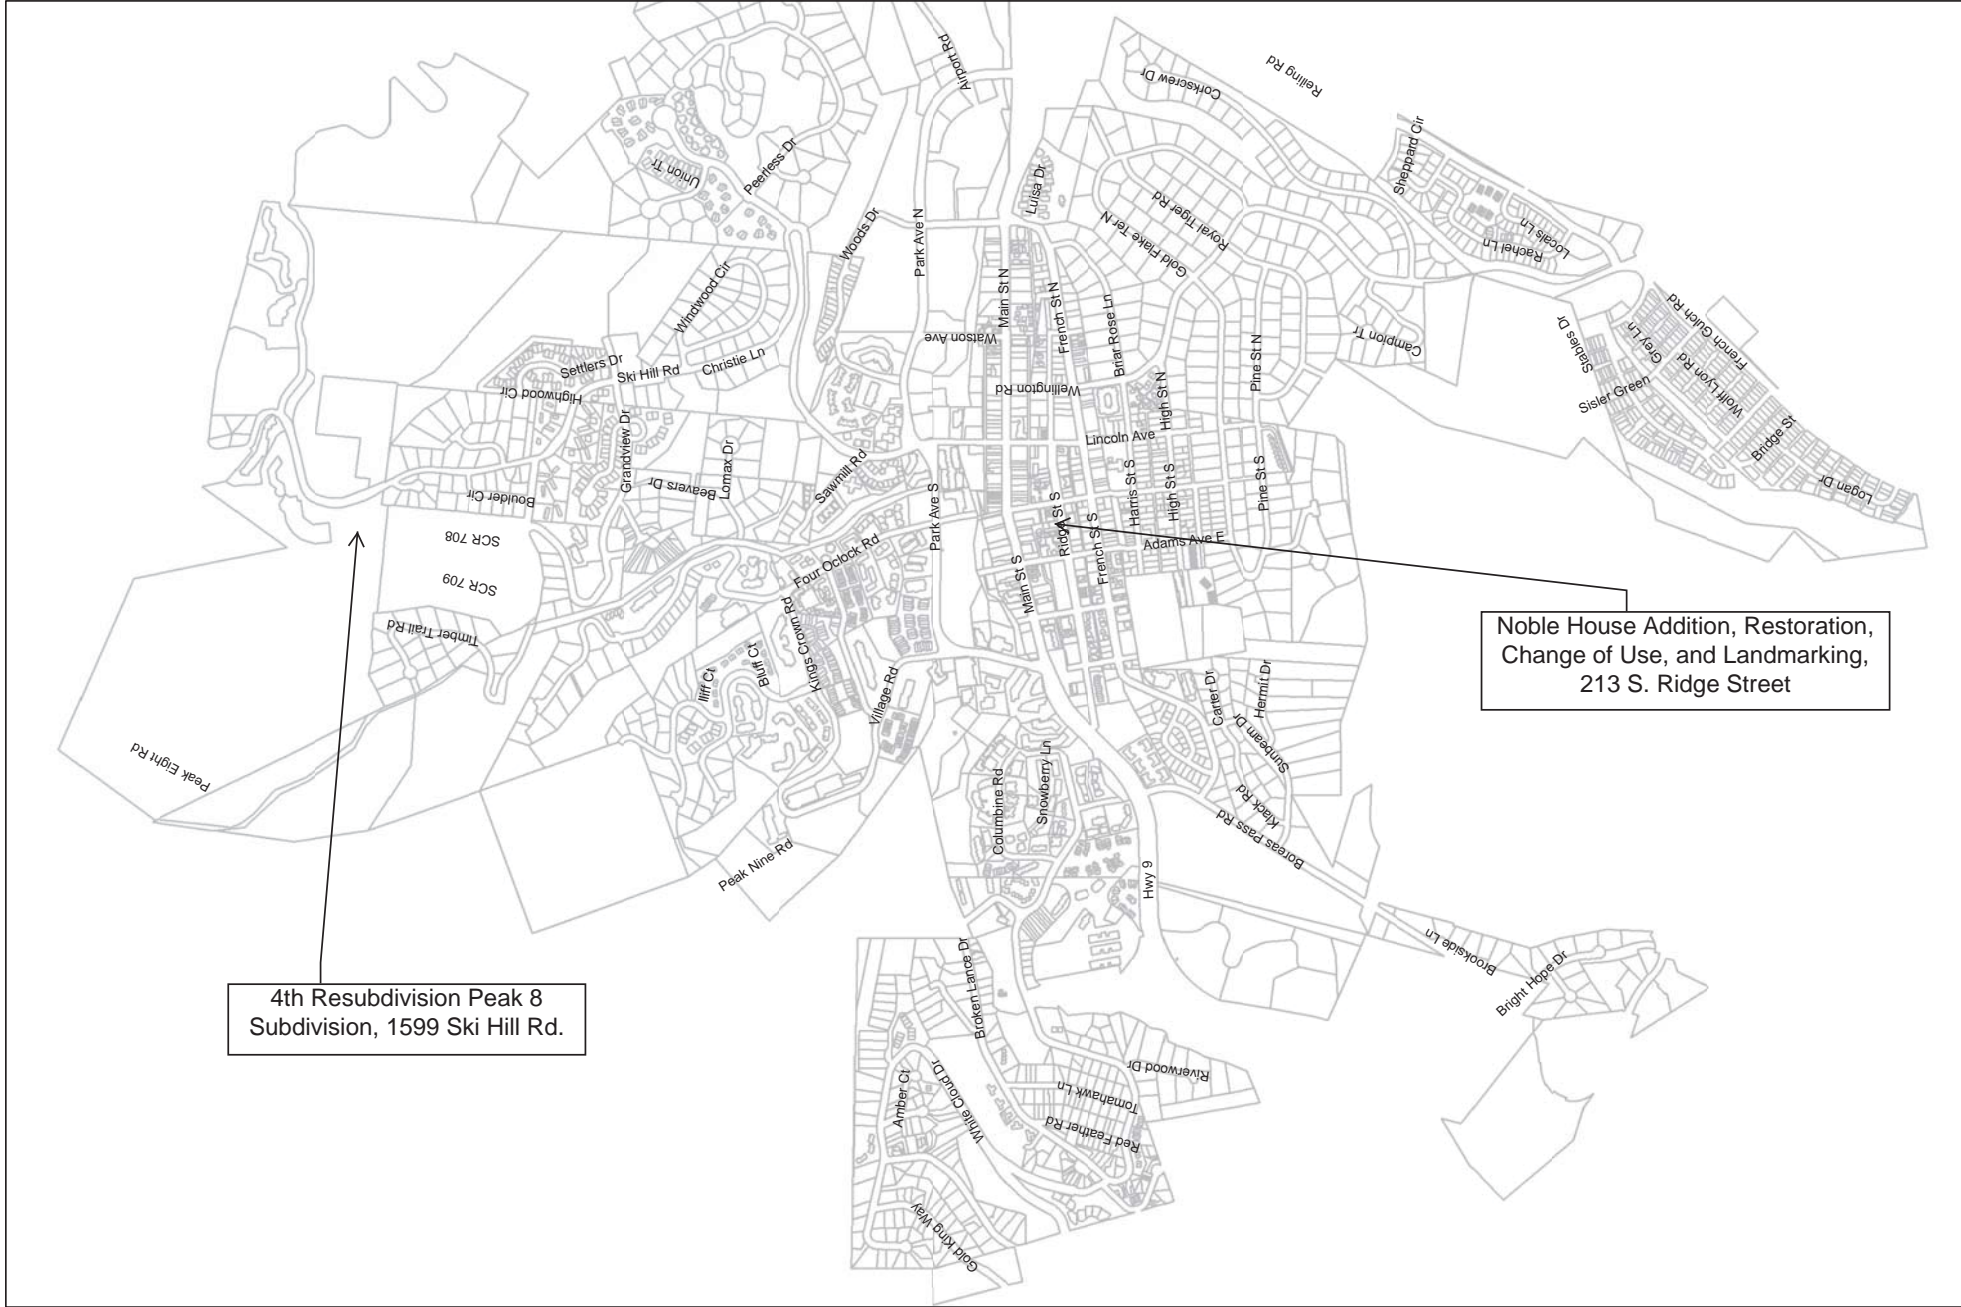 Airport Rd
Reiling Rd
Corkscrew Dr
Sheppard Cir
Peerless Dr
Union Tr
Luisa Dr
Royal Tiger Rd
Gold Flake Ter N
Locals Ln
Rachel Ln
Woods Dr
Park Ave N
Windwood Cir
Main St N
French St N
Briar Rose Ln
Watson Ave
Campion Tr
Stables Dr
Grey Ln
French Gulch Rd
Wolff Lyon Rd
Settlers Dr
Ski Hill Rd
Christie Ln
Highwood Cir
Wellington Rd
High St N
Pine St N
Sisler Green
Bridge St
Logan Dr
Grandview Dr
Lincoln Ave
Lomax Dr
Beavers Dr
Sawmill Rd
Boulder Cir
Park Ave S
Ridge St S
Harris St S
High St S
Pine St S
SCR 708
SCR 709
Four Oclock Rd
French St S
Adams Ave E
Main St S
Timber Trail Rd
Kings Crown Rd
Bluff Ct
Iliff Ct
Village Rd
Noble House Addition, Restoration,
Change of Use, and Landmarking,
213 S. Ridge Street
Carter Dr
Hermit Dr
Sunbeam Dr
Peak Eight Rd
Columbine Rd
Snowberry Ln
Klack Rd
Boreas Pass Rd
Peak Nine Rd
Hwy 9
Brookside Ln
Bright Hope Dr
Broken Lance Dr
4th Resubdivision Peak 8
Subdivision, 1599 Ski Hill Rd.
Amber Ct
White Cloud Dr
Riverwood Dr
Tomahawk Ln
Red Feather Rd
Gold King Way